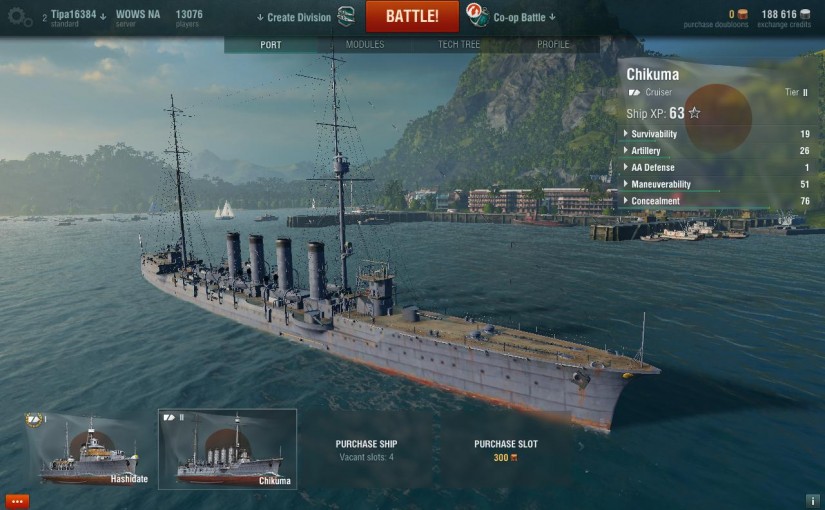 2 Tipa16384
standard
WOWS NA
server
13076
players
Create Division
BATTLE!
Co-op Battle
0
purchase doubloons
188 616
exchange credits
PORT
MODULES
TECH TREE
PROFILE
Chikuma
Cruiser
Tier II
Ship XP: 63
Survivability 19
Artillery 26
AA Defense 1
Maneuverability 51
Concealment 76
I
Hashidate
II
Chikuma
PURCHASE SHIP
Vacant slots: 4
PURCHASE SLOT
300
...
i